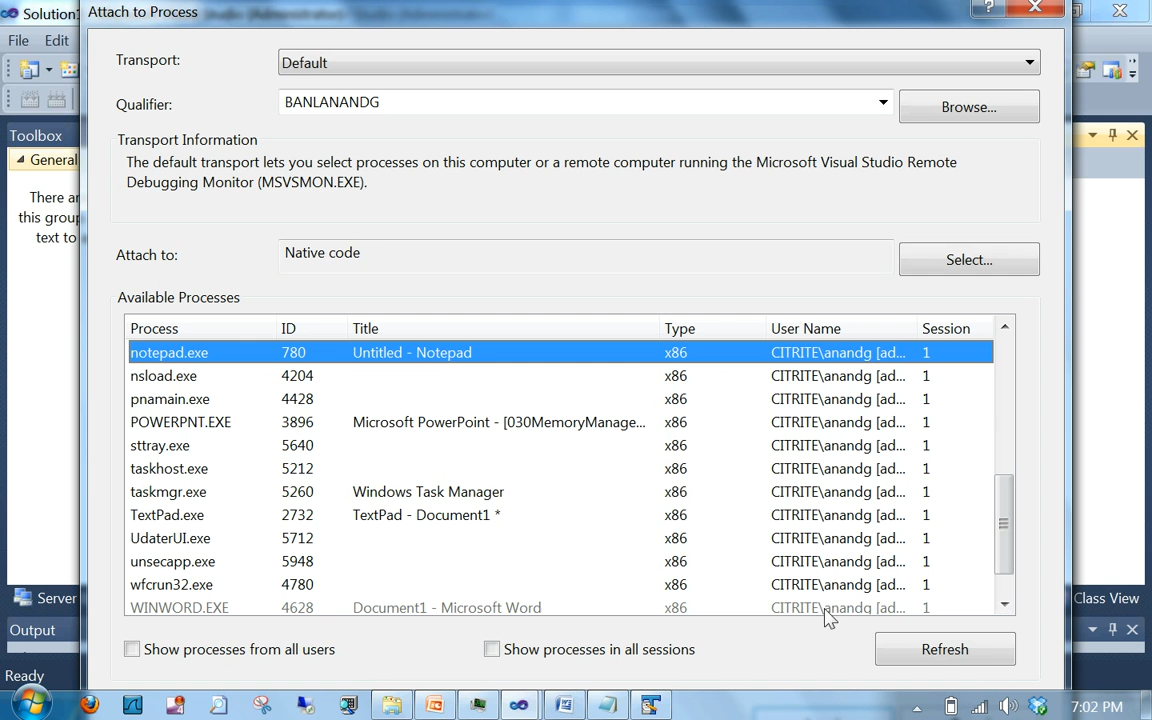 Solution1
Attach to Process
?
File Edit
Transport:
Default
Qualifier:
BANLANANDG
Browse...
Toolbox
Transport Information
General
The default transport lets you select processes on this computer or a remote computer running the Microsoft Visual Studio Remote
Debugging Monitor (MSVSMON.EXE).
There ar
this group
text to
Attach to:
Native code
Select...
Available Processes
Process ID Title Type User Name Session
notepad.exe 780 Untitled - Notepad x86 CITRITE\anandg [ad... 1
nsload.exe 4204 x86 CITRITE\anandg [ad... 1
pnamain.exe 4428 x86 CITRITE\anandg [ad... 1
POWERPNT.EXE 3896 Microsoft PowerPoint - [030MemoryManage... x86 CITRITE\anandg [ad... 1
sttray.exe 5640 x86 CITRITE\anandg [ad... 1
taskhost.exe 5212 x86 CITRITE\anandg [ad... 1
taskmgr.exe 5260 Windows Task Manager x86 CITRITE\anandg [ad... 1
TextPad.exe 2732 TextPad - Document1 * x86 CITRITE\anandg [ad... 1
UdaterUI.exe 5712 x86 CITRITE\anandg [ad... 1
unsecapp.exe 5948 x86 CITRITE\anandg [ad... 1
wfcrun32.exe 4780 x86 CITRITE\anandg [ad... 1
WINWORD.EXE 4628 Document1 - Microsoft Word x86 CITRITE\anandg [ad... 1
Server
Class View
Output
Show processes from all users
Show processes in all sessions
Refresh
Ready
7:02 PM